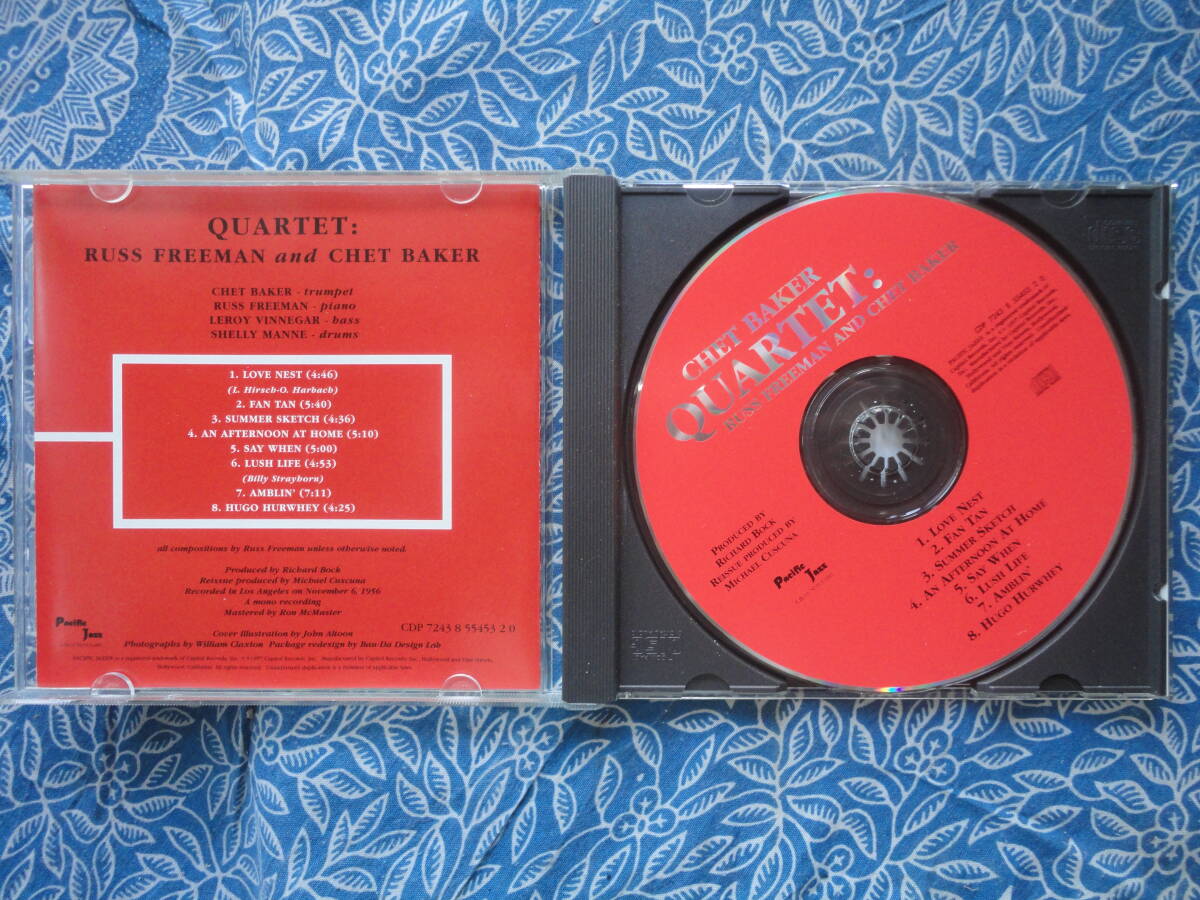 QUARTET:
RUSS FREEMAN and CHET BAKER
CHET BAKER - trumpet
RUSS FREEMAN - piano
LEROY VINNEGAR - bass
SHELLY MANNE - drums
1. LOVE NEST (4:46)
(L. Hirsch-O. Harbach)
2. FAN TAN (5:40)
3. SUMMER SKETCH (4:36)
4. AN AFTERNOON AT HOME (5:10)
5. SAY WHEN (5:00)
6. LUSH LIFE (4:53)
(Billy Strayhorn)
7. AMBLIN' (7:11)
8. HUGO HURWHEY (4:25)
all compositions by Russ Freeman unless otherwise noted.
Produced by Richard Bock
Reissue produced by Michael Cuscuna
Recorded in Los Angeles on November 6, 1956
A mono recording
Mastered by Ron McMaster
Pacific Jazz
CDP 7243 8 55453 2 0
Cover Illustration by John Altoon
Photographs by William Claxton Package redesign by Bau-Da Design Lab
CHET BAKER
QUARTET:
RUSS FREEMAN AND CHET BAKER
CDP 7243 8 55453 2 0
PRODUCED BY
RICHARD BOCK
REISSUE PRODUCED BY
MICHAEL CUSCUNA
Pacific Jazz
1. LOVE NEST
2. FAN TAN
3. SUMMER SKETCH
4. AN AFTERNOON AT HOME
5. SAY WHEN
6. LUSH LIFE
7. AMBLIN'
8. HUGO HURWHEY